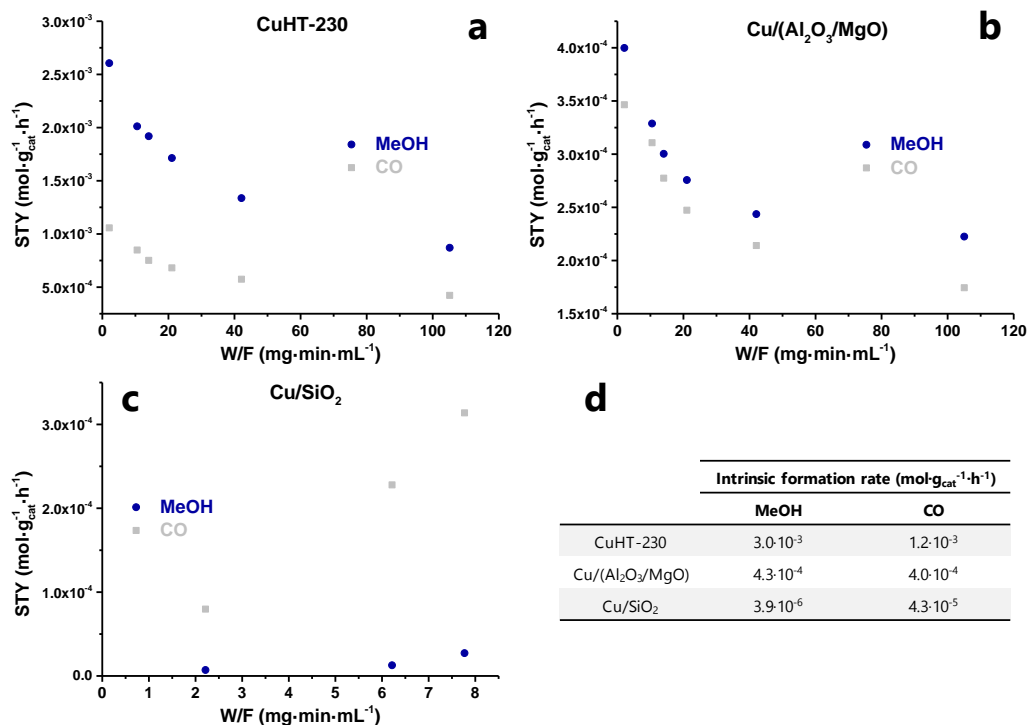 CuHT-230
a
3.0x10⁻³
2.5x10⁻³
2.0x10⁻³
1.5x10⁻³
1.0x10⁻³
5.0x10⁻⁴
STY (mol·g⁻¹cat·h⁻¹)
MeOH
CO
0 20 40 60 80 100 120
W/F (mg·min·mL⁻¹)
Cu/(Al₂O₃/MgO)
b
4.0x10⁻⁴
3.5x10⁻⁴
3.0x10⁻⁴
2.5x10⁻⁴
2.0x10⁻⁴
1.5x10⁻⁴
STY (mol·g⁻¹cat·h⁻¹)
MeOH
CO
0 20 40 60 80 100 120
W/F (mg·min·mL⁻¹)
c
Cu/SiO₂
3.0x10⁻⁴
2.0x10⁻⁴
1.0x10⁻⁴
0.0
STY (mol·g⁻¹cat·h⁻¹)
MeOH
CO
0 1 2 3 4 5 6 7 8
W/F (mg·min·mL⁻¹)
d
Intrinsic formation rate (mol·gcat⁻¹·h⁻¹)
MeOH CO
CuHT-230 3.0·10⁻³ 1.2·10⁻³
Cu/(Al₂O₃/MgO) 4.3·10⁻⁴ 4.0·10⁻⁴
Cu/SiO₂ 3.9·10⁻⁶ 4.3·10⁻⁵